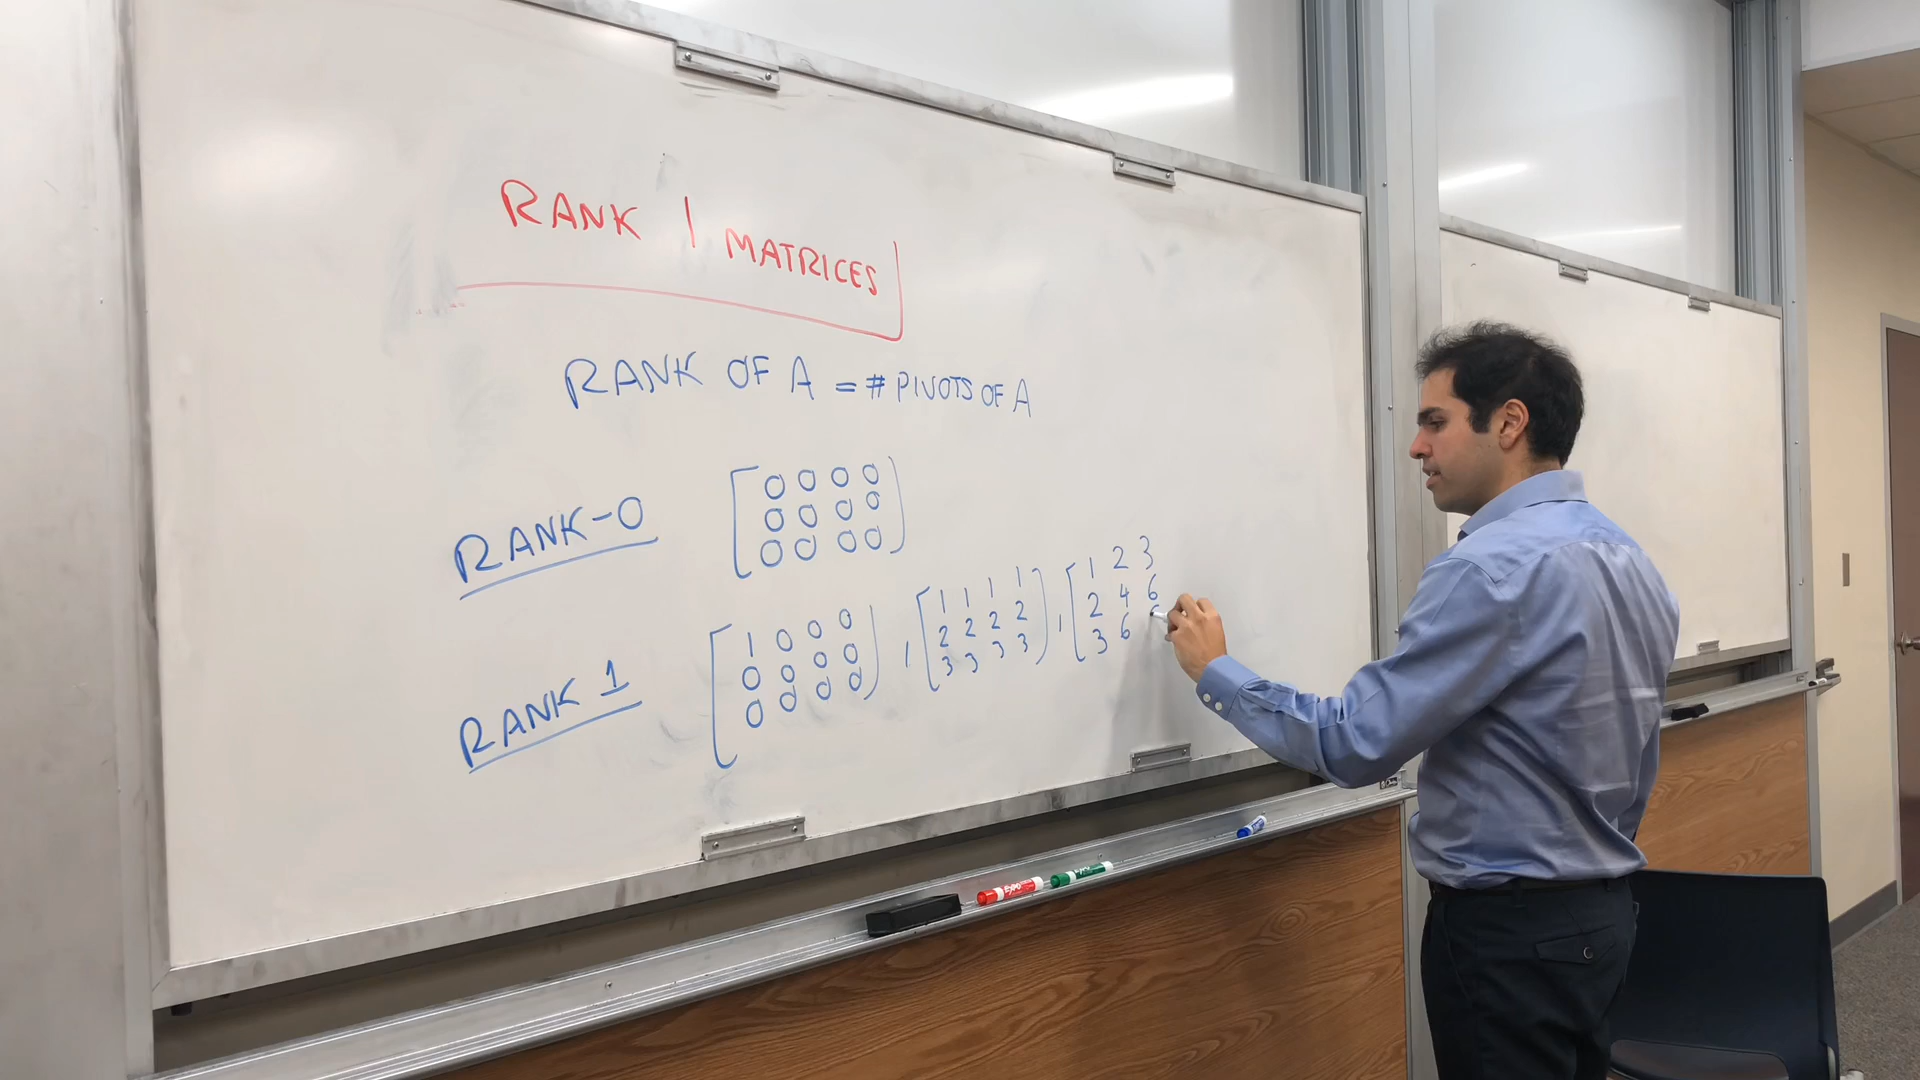 RANK 1 MATRICES
RANK OF A = # PIVOTS OF A
RANK-0
0 0 0 0
0 0 0 0
0 0 0 0
RANK 1
1 0 0 0
0 0 0 0
0 0 0 0
,
1 1 1 1
2 2 2 2
3 3 3 3
,
1 2 3
2 4 6
3 6
EXPO